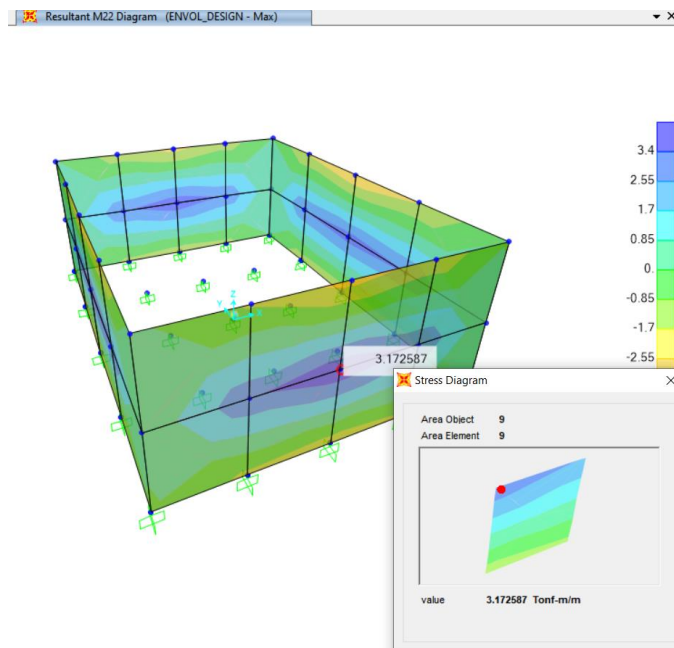 Resultant M22 Diagram (ENVOL_DESIGN - Max)
3.4
2.55
1.7
0.85
0.
-0.85
-1.7
-2.55
Z
Y
X
3.172587
Stress Diagram
Area Object 9
Area Element 9
value 3.172587 Tonf-m/m